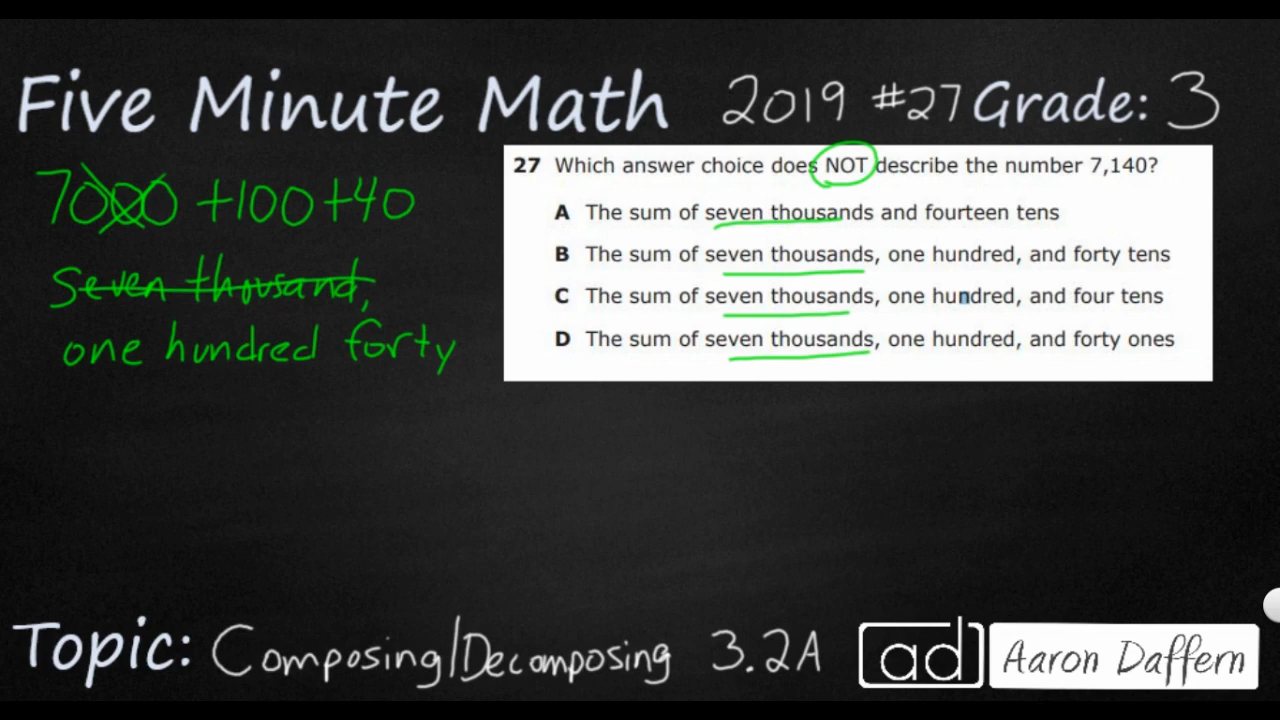 Five Minute Math 2019 #27 Grade: 3
7000 +100+40
Seven thousand,
one hundred forty
27 Which answer choice does NOT describe the number 7,140?
A The sum of seven thousands and fourteen tens
B The sum of seven thousands, one hundred, and forty tens
C The sum of seven thousands, one hundred, and four tens
D The sum of seven thousands, one hundred, and forty ones
Topic: Composing/Decomposing 3.2A
ad Aaron Daffern